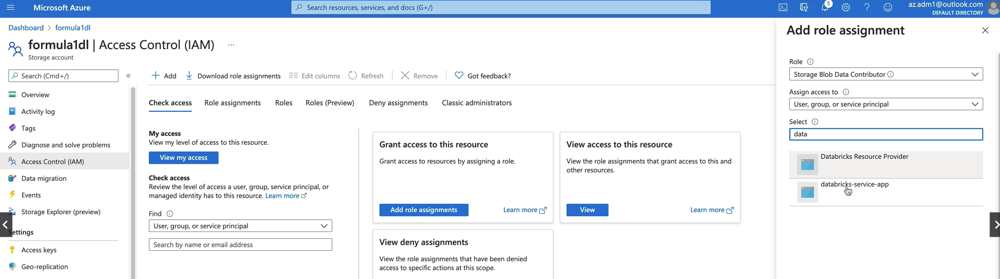 Microsoft Azure
Search resources, services, and docs (G+/)
5
az.adm1@outlook.com
DEFAULT DIRECTORY
Dashboard > formula1dl
formula1dl | Access Control (IAM) ...
Storage account
Search (Cmd+/)
«
Overview
Activity log
Tags
Diagnose and solve problems
Access Control (IAM)
Data migration
Events
Storage Explorer (preview)
Settings
Access keys
Geo-replication
Add
Download role assignments
Edit columns
Refresh
Remove
Got feedback?
Check access
Role assignments
Roles
Roles (Preview)
Deny assignments
Classic administrators
My access
View my level of access to this resource.
View my access
Check access
Review the level of access a user, group, service principal, or
managed identity has to this resource. Learn more
Find
User, group, or service principal
Search by name or email address
Grant access to this resource
Grant access to resources by assigning a role.
Add role assignments
Learn more
View access to this resource
View the role assignments that grant access to this and
other resources.
View
Learn more
View deny assignments
View the role assignments that have been denied
access to specific actions at this scope.
Add role assignment
Role
Storage Blob Data Contributor
Assign access to
User, group, or service principal
Select
data
Databricks Resource Provider
databricks-service-app